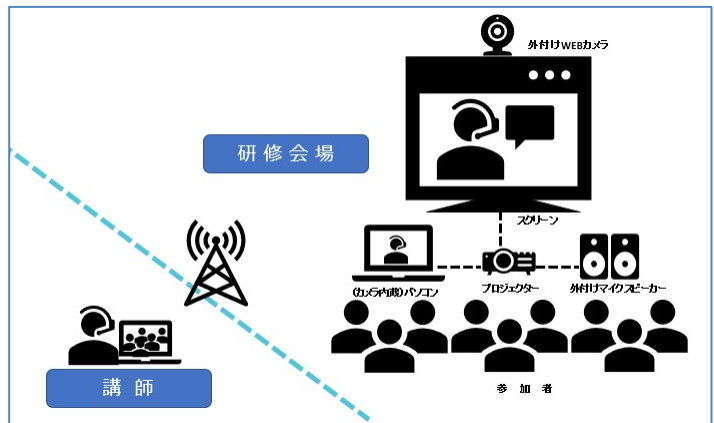 外付けWEBカメラ
研修会場
スクリーン
(カメラ内蔵)パソコン
プロジェクター
外付けマイクスピーカー
講師
参加者